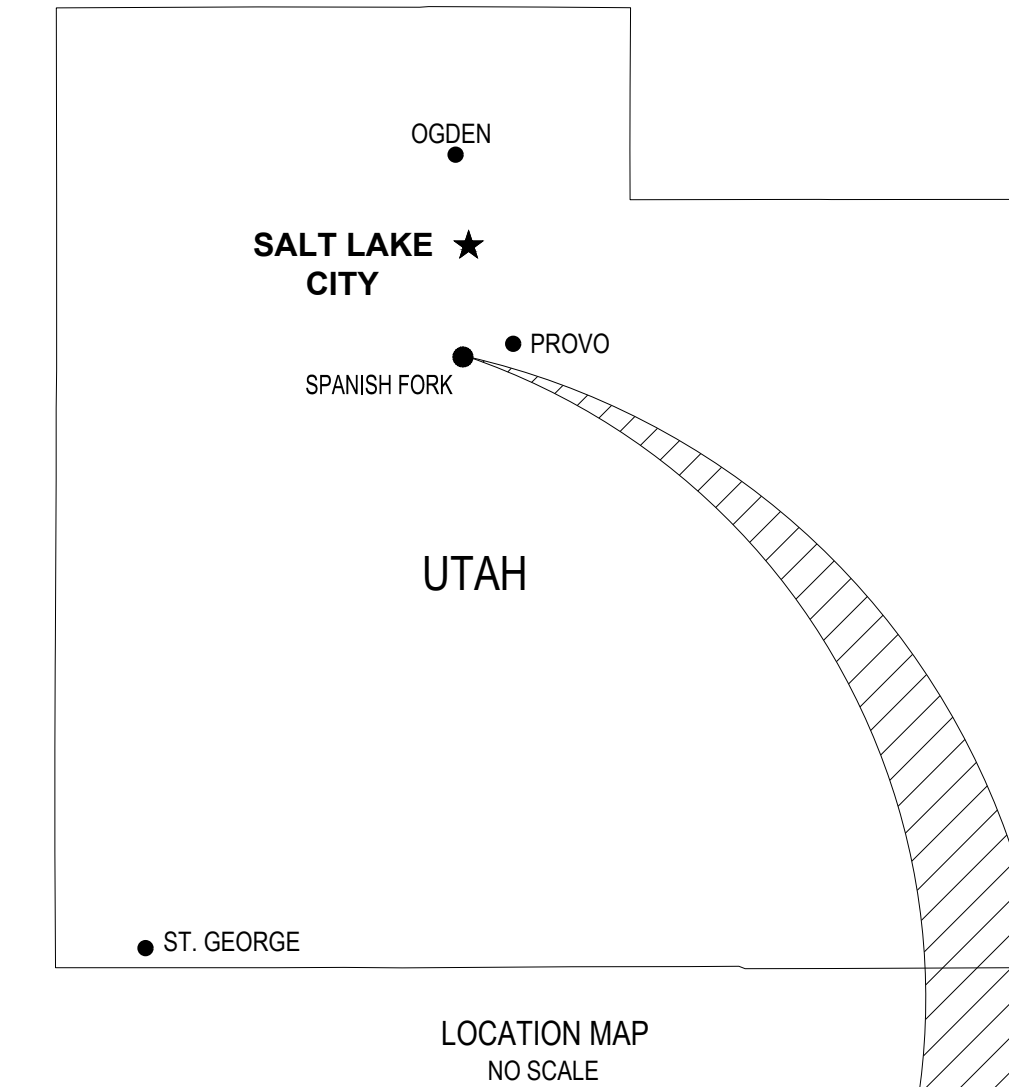 OGDEN
SALT LAKE
CITY
PROVO
SPANISH FORK
UTAH
ST. GEORGE
LOCATION MAP
NO SCALE